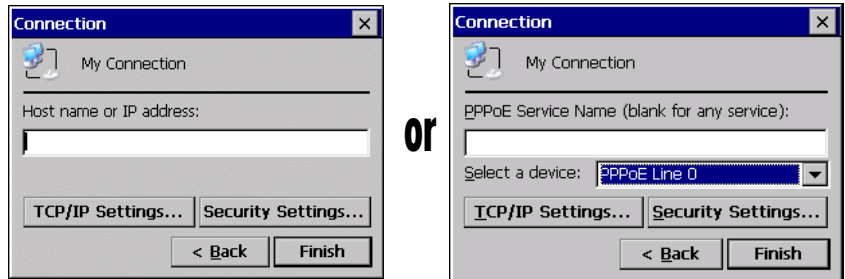 Connection
My Connection
Host name or IP address:
TCP/IP Settings... Security Settings...
< Back Finish
or
Connection
My Connection
PPPoE Service Name (blank for any service):
Select a device: PPPoE Line 0
TCP/IP Settings... Security Settings...
< Back Finish